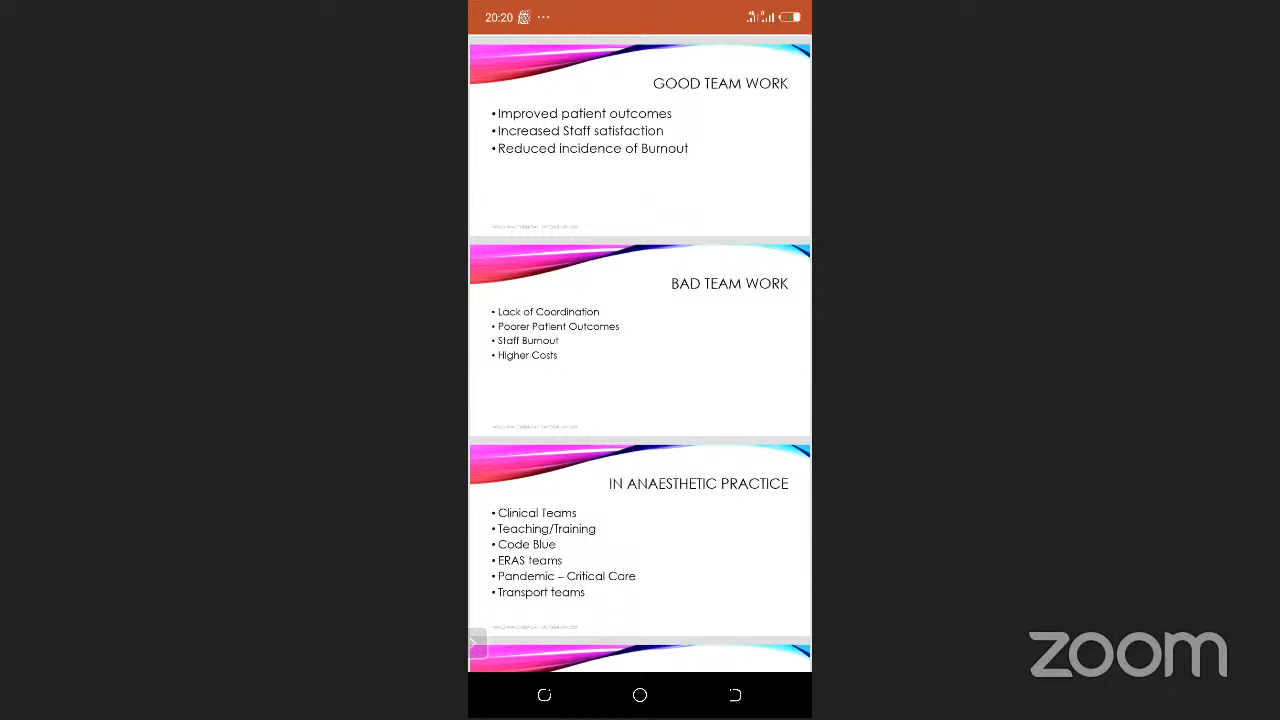 20:20
GOOD TEAM WORK
• Improved patient outcomes
• Increased Staff satisfaction
• Reduced incidence of Burnout
BAD TEAM WORK
• Lack of Coordination
• Poorer Patient Outcomes
• Staff Burnout
• Higher Costs
IN ANAESTHETIC PRACTICE
• Clinical Teams
• Teaching/Training
• Code Blue
• ERAS teams
• Pandemic – Critical Care
• Transport teams
zoom